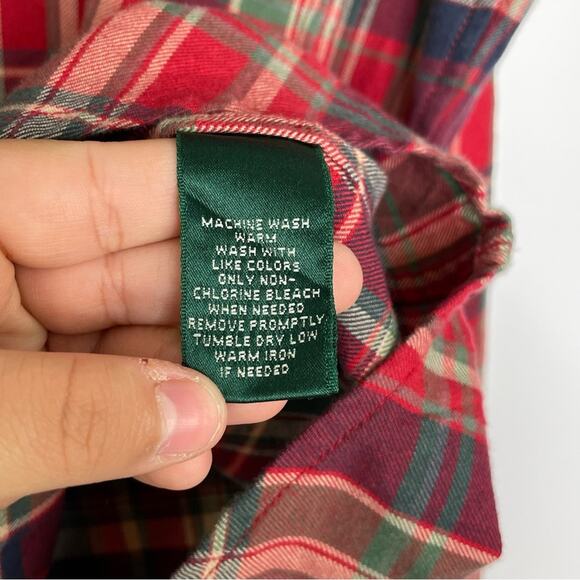 MACHINE WASH
WARM
WASH WITH
LIKE COLORS
ONLY NON-
CHLORINE BLEACH
WHEN NEEDED
REMOVE PROMPTLY
TUMBLE DRY LOW
WARM IRON
IF NEEDED